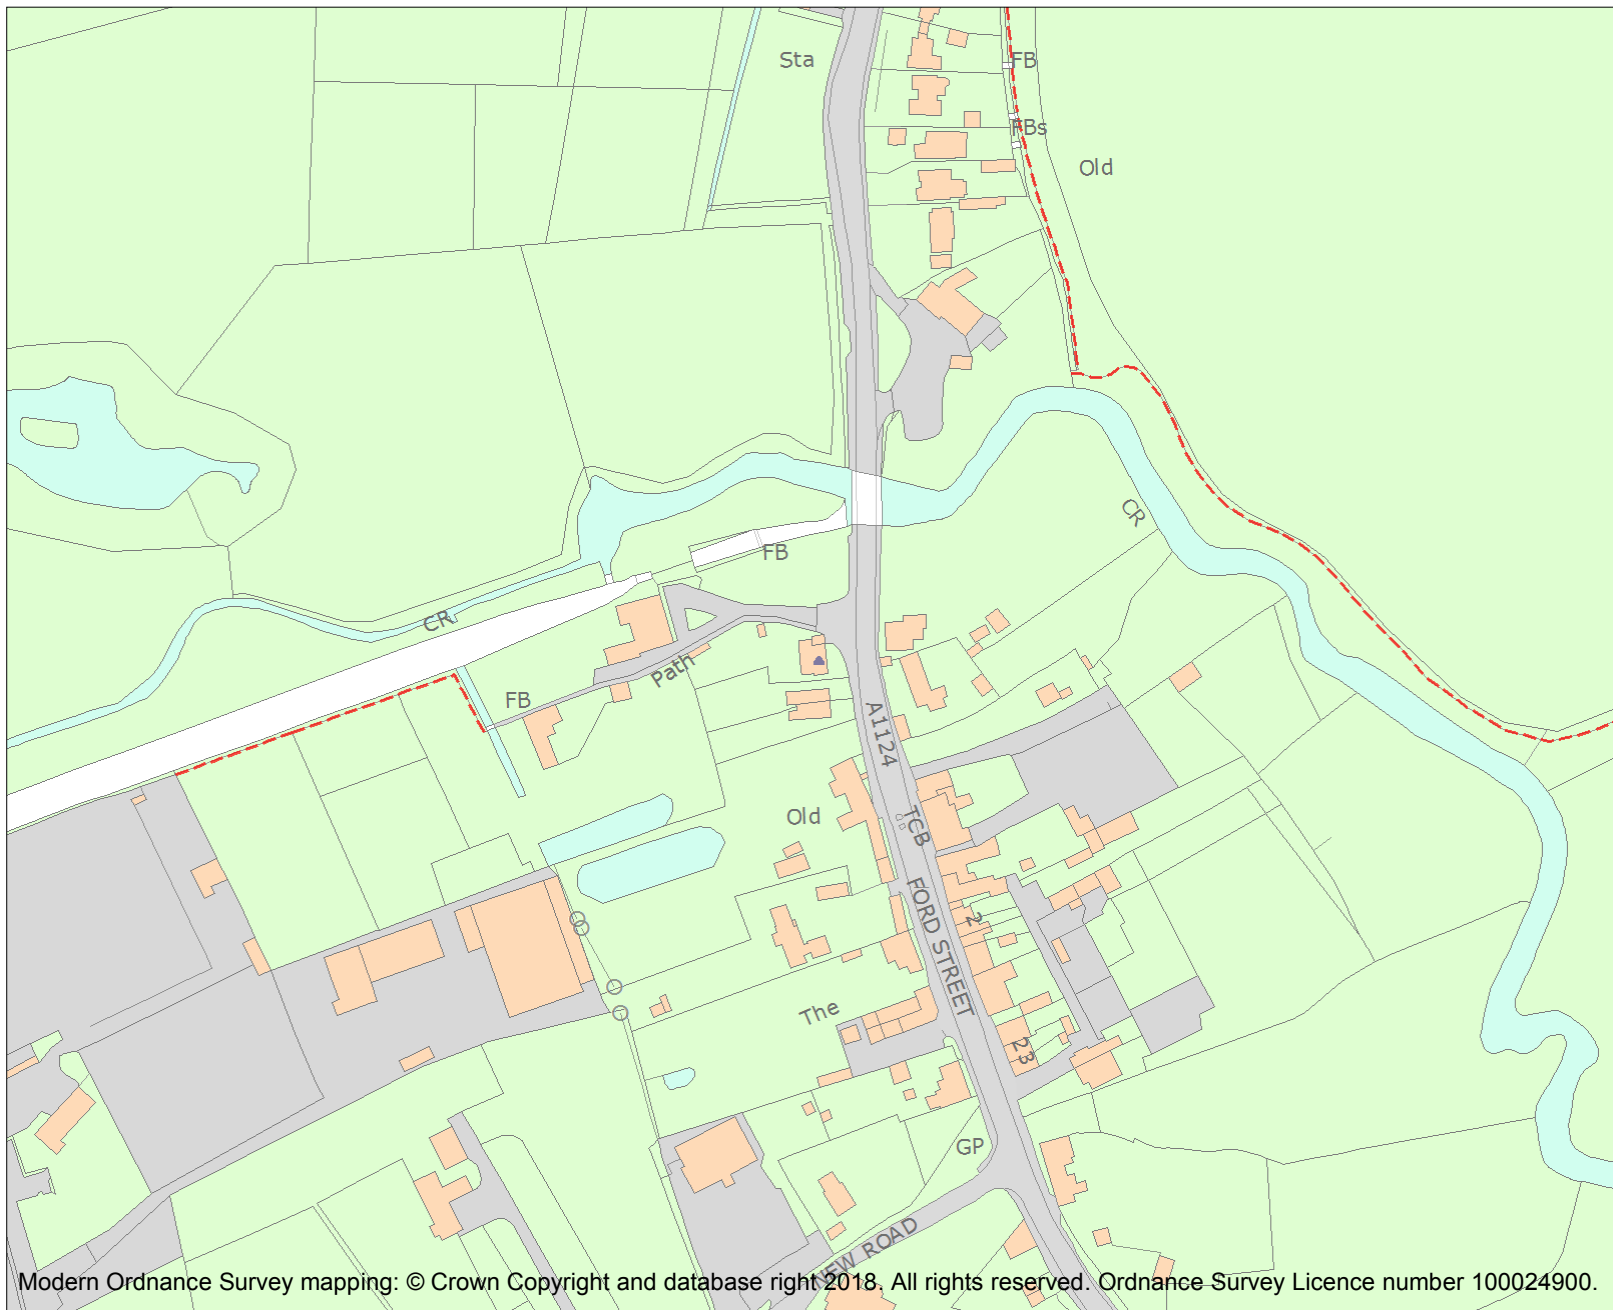 Sta
FB
FBs
Old
CR
FB
CR
Path
FB
A1124
Old
TCB
FORD STREET
2
The
23
GP
NEW ROAD
Modern Ordnance Survey mapping: © Crown Copyright and database right 2018. All rights reserved. Ordnance Survey Licence number 100024900.